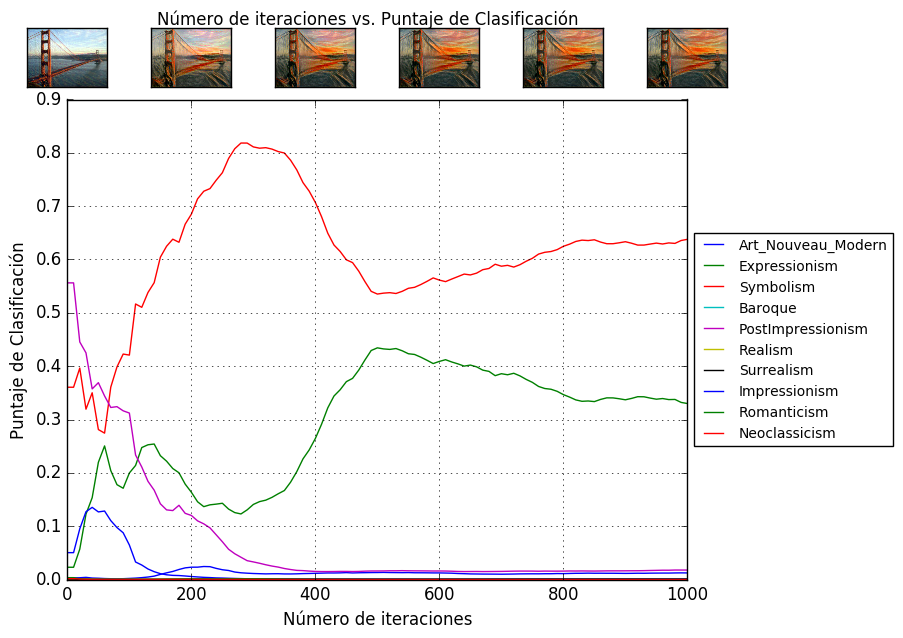 Número de iteraciones vs. Puntaje de Clasificación
0.9
0.8
0.7
0.6
0.5
0.4
0.3
0.2
0.1
0.0
Puntaje de Clasificación
0 200 400 600 800 1000
Número de iteraciones
Art_Nouveau_Modern
Expressionism
Symbolism
Baroque
PostImpressionism
Realism
Surrealism
Impressionism
Romanticism
Neoclassicism